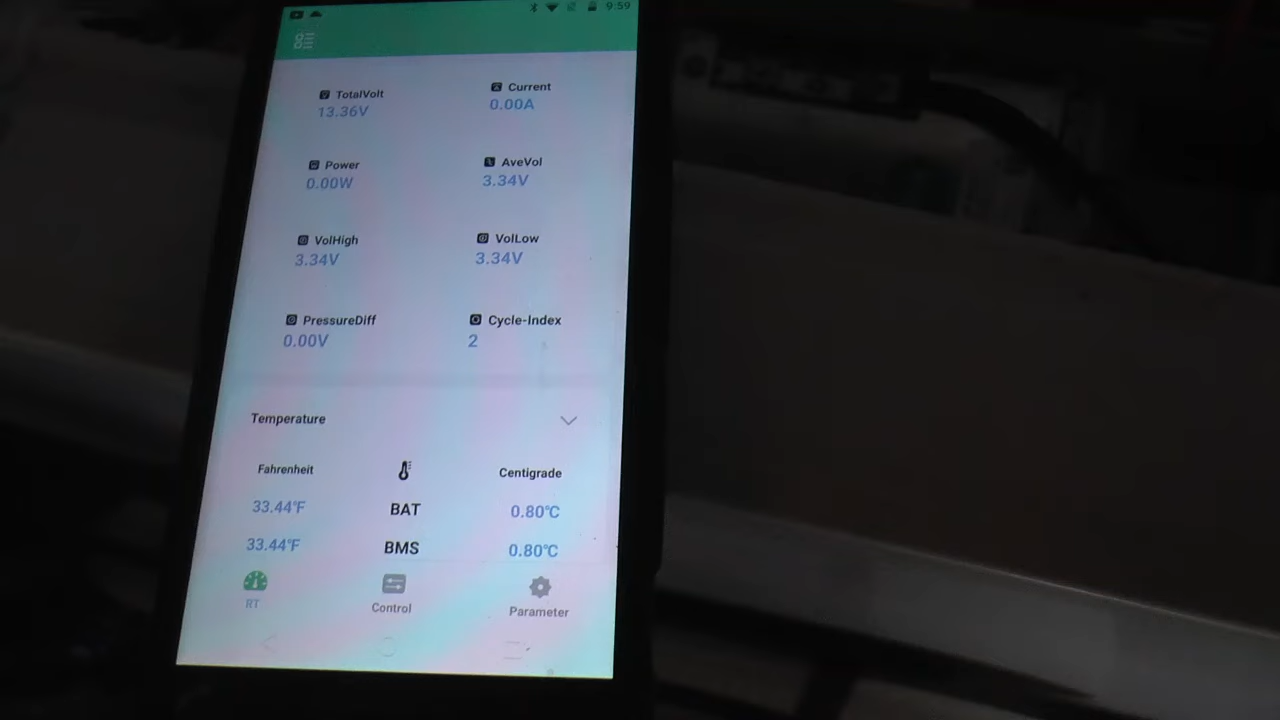 9:59
TotalVolt Current
13.36V 0.00A
Power AveVol
0.00W 3.34V
VolHigh VolLow
3.34V 3.34V
PressureDiff Cycle-Index
0.00V 2
Temperature
Fahrenheit Centigrade
33.44°F BAT 0.80°C
33.44°F BMS 0.80°C
RT Control Parameter